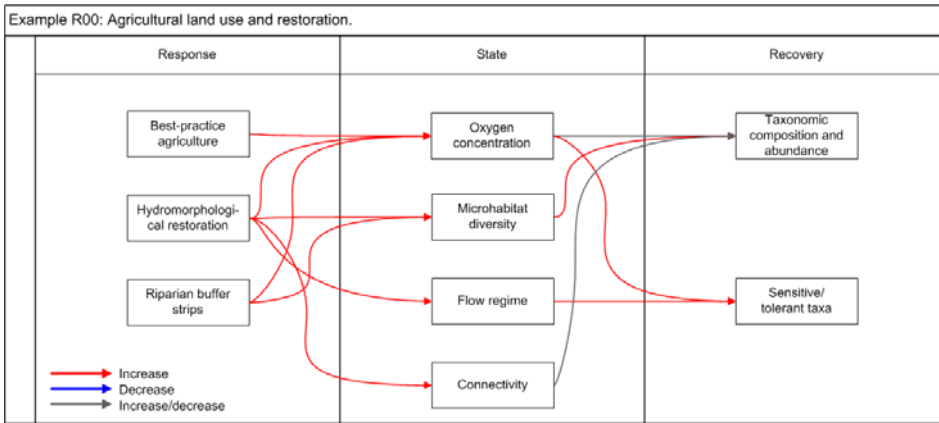 Example R00: Agricultural land use and restoration.
Response
State
Recovery
Best-practice
agriculture
Oxygen
concentration
Taxonomic
composition and
abundance
Hydromorphologi-
cal restoration
Microhabitat
diversity
Riparian buffer
strips
Flow regime
Sensitive/
tolerant taxa
Connectivity
Increase
Decrease
Increase/decrease